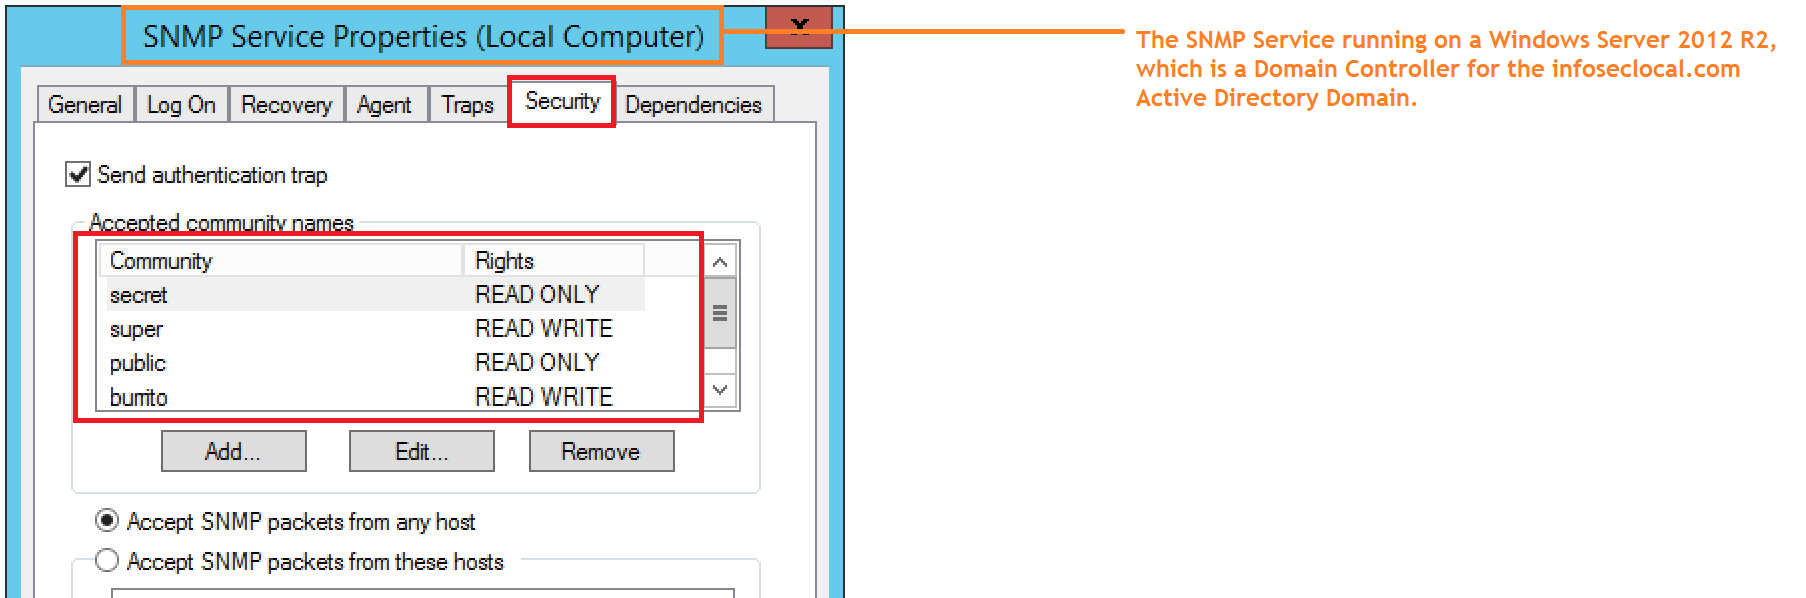 SNMP Service Properties (Local Computer)
x
The SNMP Service running on a Windows Server 2012 R2,
which is a Domain Controller for the infoseclocal.com
Active Directory Domain.
General Log On Recovery Agent Traps Security Dependencies
Send authentication trap
Accepted community names
Community Rights
secret READ ONLY
super READ WRITE
public READ ONLY
burrito READ WRITE
Add... Edit... Remove
Accept SNMP packets from any host
Accept SNMP packets from these hosts